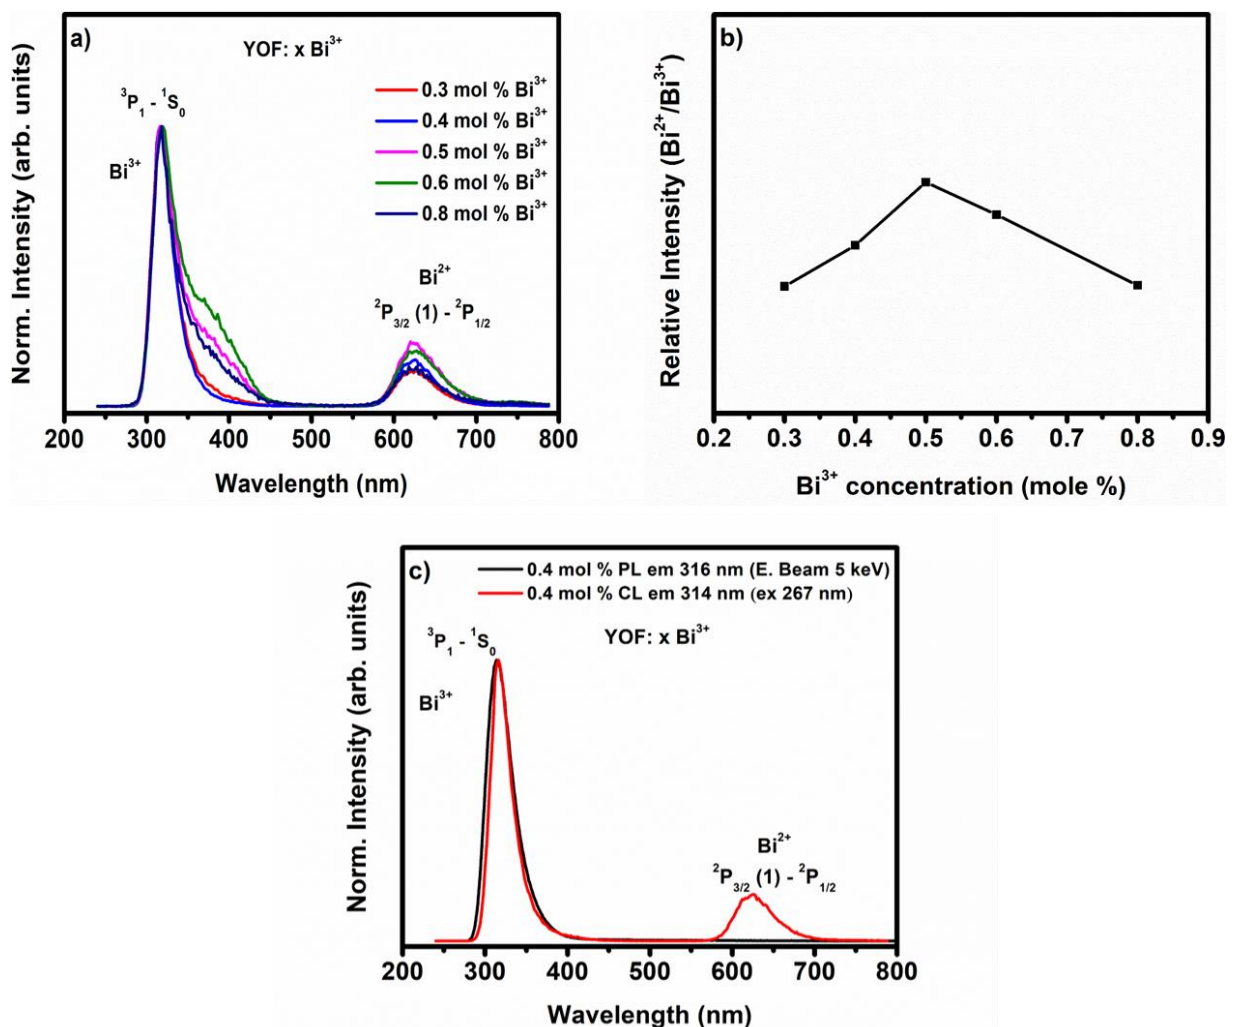 a)
YOF: x Bi³⁺
³P₁ - ¹S₀
Bi³⁺
0.3 mol % Bi³⁺
0.4 mol % Bi³⁺
0.5 mol % Bi³⁺
0.6 mol % Bi³⁺
0.8 mol % Bi³⁺
Bi²⁺
²P₃/₂ (1) - ²P₁/₂
Norm. Intensity (arb. units)
200 300 400 500 600 700 800
Wavelength (nm)
b)
Relative Intensity (Bi²⁺/Bi³⁺)
0.2 0.3 0.4 0.5 0.6 0.7 0.8 0.9
Bi³⁺ concentration (mole %)
c)
0.4 mol % PL em 316 nm (E. Beam 5 keV)
0.4 mol % CL em 314 nm (ex 267 nm)
YOF: x Bi³⁺
³P₁ - ¹S₀
Bi³⁺
Bi²⁺
²P₃/₂ (1) - ²P₁/₂
Norm. Intensity (arb. units)
200 300 400 500 600 700 800
Wavelength (nm)